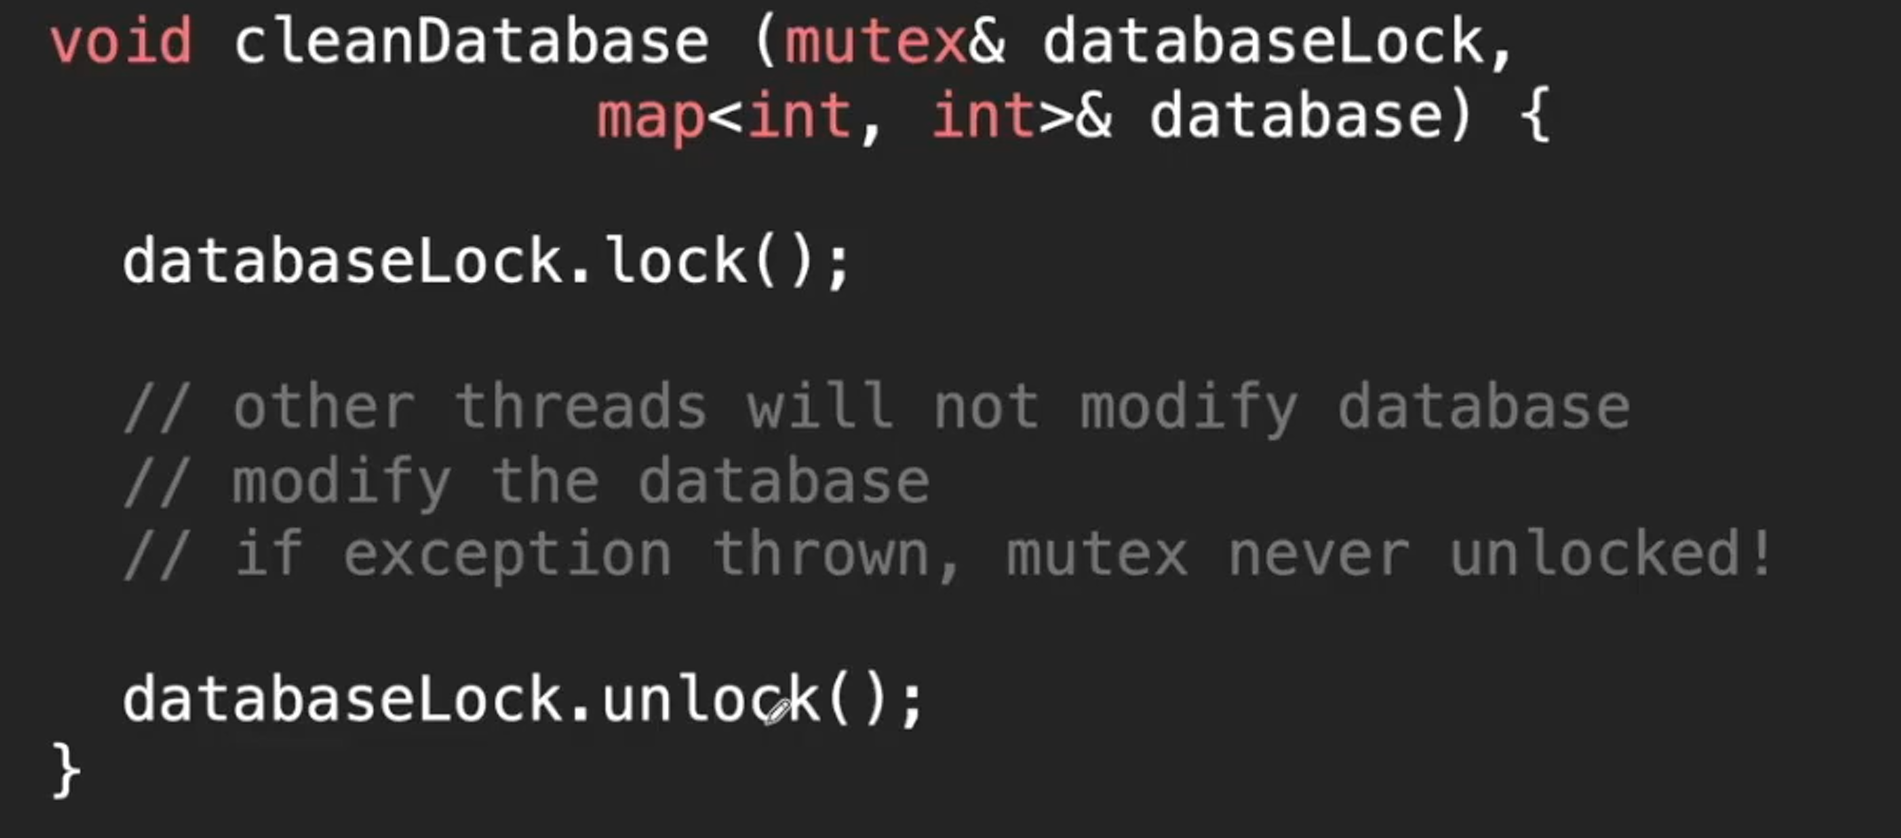 void cleanDatabase (mutex& databaseLock,
map<int, int>& database) {
databaseLock.lock();
// other threads will not modify database
// modify the database
// if exception thrown, mutex never unlocked!
databaseLock.unlock();
}